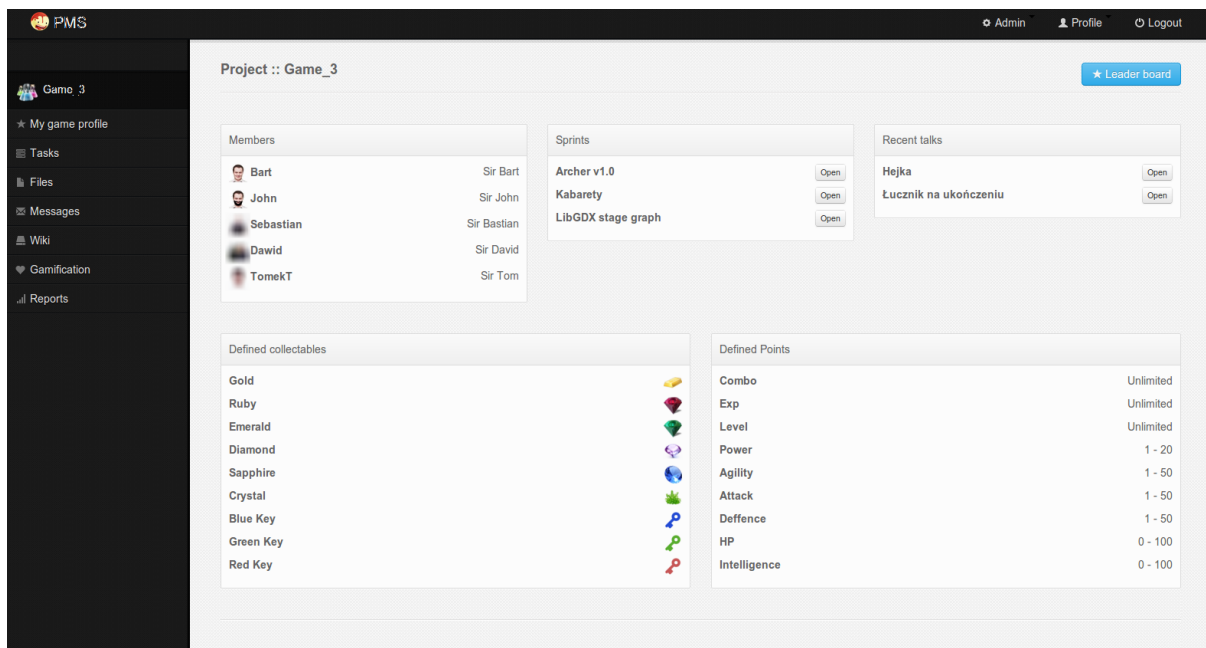 PMS
Admin Profile Logout
Game_3
My game profile
Tasks
Files
Messages
Wiki
Gamification
Reports
Project :: Game_3
Leader board
Members
Bart Sir Bart
John Sir John
Sebastian Sir Bastian
Dawid Sir David
TomekT Sir Tom
Sprints
Archer v1.0 Open
Kabarety Open
LibGDX stage graph Open
Recent talks
Hejka Open
Łucznik na ukończeniu Open
Defined collectables
Gold
Ruby
Emerald
Diamond
Sapphire
Crystal
Blue Key
Green Key
Red Key
Defined Points
Combo Unlimited
Exp Unlimited
Level Unlimited
Power 1 - 20
Agility 1 - 50
Attack 1 - 50
Deffence 1 - 50
HP 0 - 100
Intelligence 0 - 100